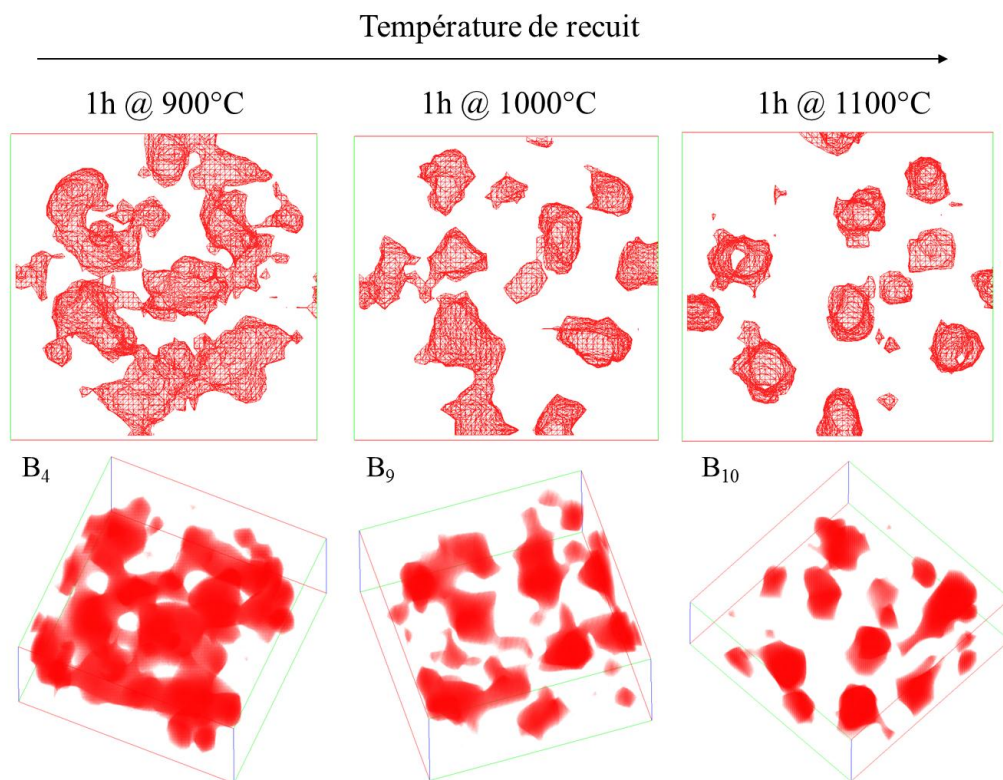 Température de recuit
1h @ 900°C 1h @ 1000°C 1h @ 1100°C
B₄ B₉ B₁₀